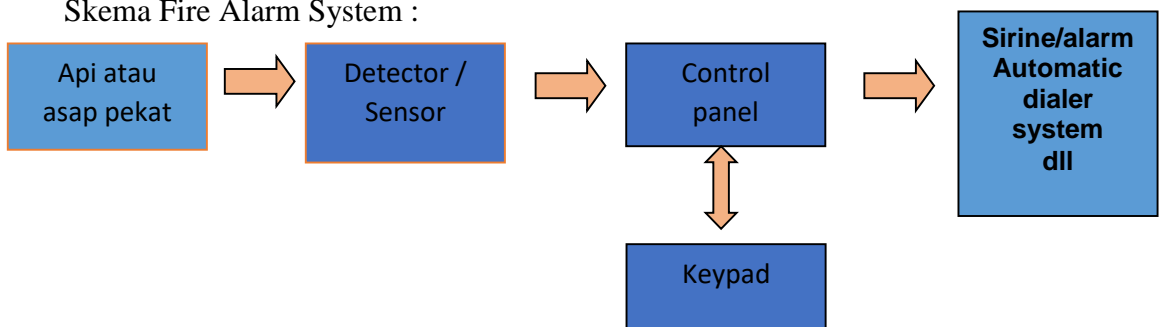 Skema Fire Alarm System :
Api atau
asap pekat
Detector /
Sensor
Control
panel
Sirine/alarm
Automatic
dialer
system
dll
Keypad